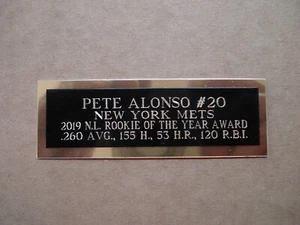 PETE ALONSO #20
NEW YORK METS
2019 N.L. ROOKIE OF THE YEAR AWARD
.260 AVG., 155 H., 53 H.R., 120 R.B.I.